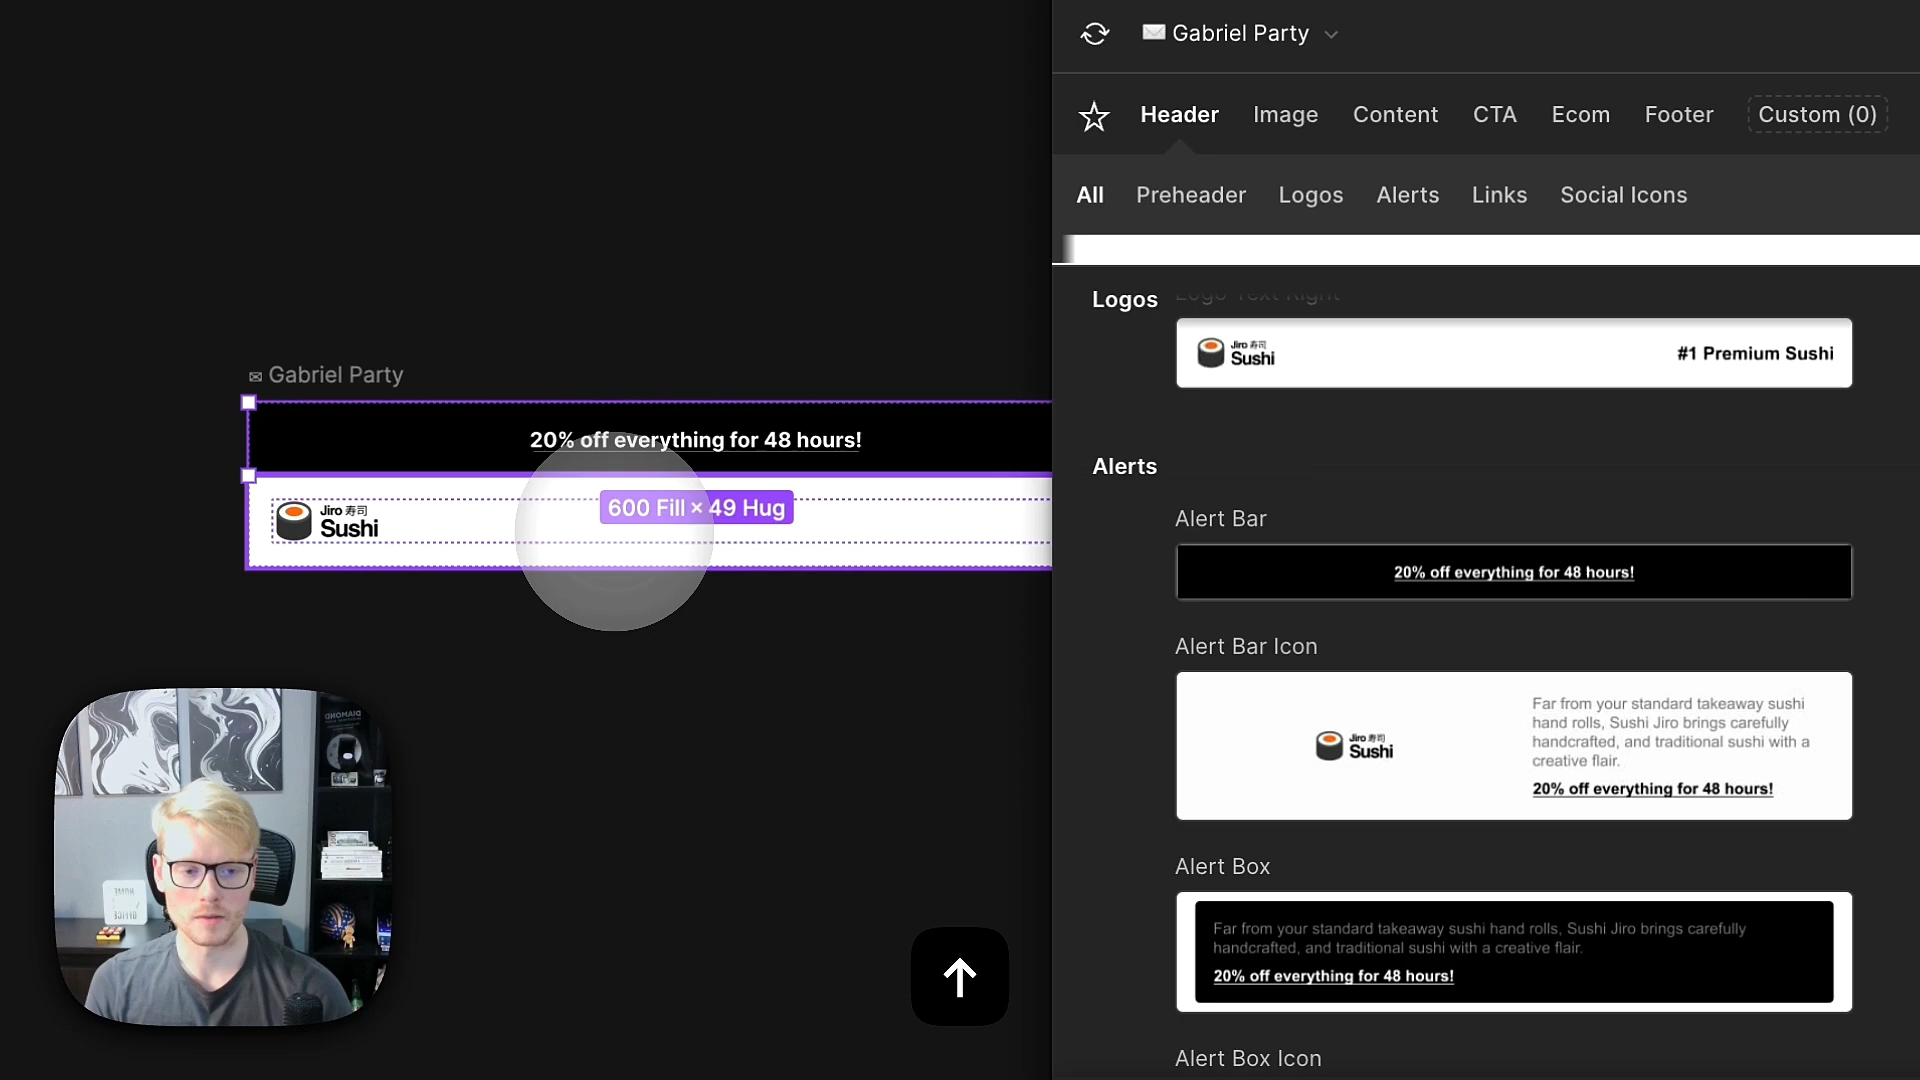 Gabriel Party
Header Image Content CTA Ecom Footer Custom (0)
All Preheader Logos Alerts Links Social Icons
Logos
Logo Text Right
Jiro 寿司
Sushi
#1 Premium Sushi
Gabriel Party
20% off everything for 48 hours!
600 Fill × 49 Hug
Jiro 寿司
Sushi
Alerts
Alert Bar
20% off everything for 48 hours!
Alert Bar Icon
Jiro 寿司
Sushi
Far from your standard takeaway sushi
hand rolls, Sushi Jiro brings carefully
handcrafted, and traditional sushi with a
creative flair.
20% off everything for 48 hours!
Alert Box
Far from your standard takeaway sushi hand rolls, Sushi Jiro brings carefully
handcrafted, and traditional sushi with a creative flair.
20% off everything for 48 hours!
Alert Box Icon